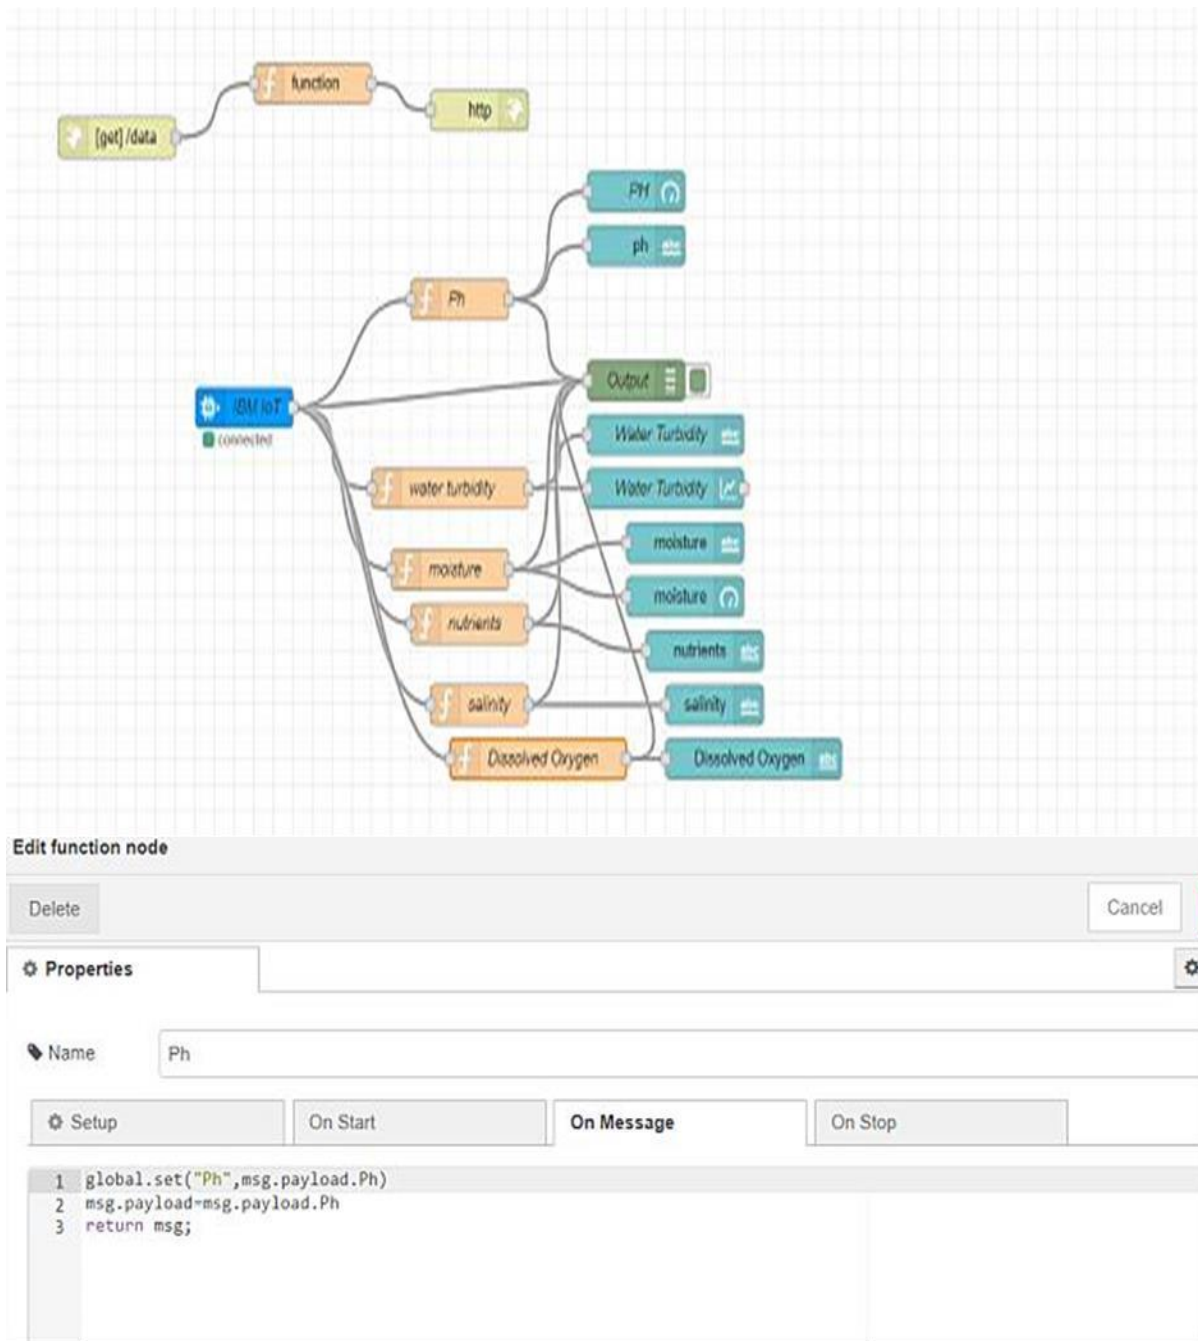 function
http
[get] /data
PH
ph
Ph
Output
IBM IoT
connected
Water Turbidity
water turbidity
Water Turbidity
moisture
moisture
moisture
nutrients
nutrients
salinity
salinity
Dissolved Oxygen
Dissolved Oxygen
Edit function node
Delete
Cancel
Properties
Name
Ph
Setup
On Start
On Message
On Stop
1 global.set("Ph",msg.payload.Ph)
2 msg.payload=msg.payload.Ph
3 return msg;